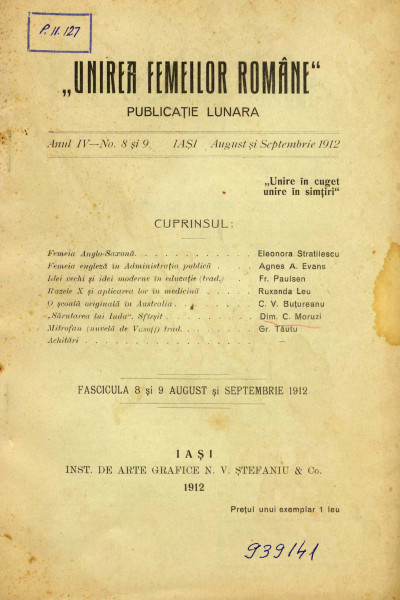 P. II. 127
„UNIREA FEMEILOR ROMÂNE“
PUBLICAȚIE LUNARA
Anul IV—No. 8 și 9. IAȘI August și Septembrie 1912
„Unire în cuget
unire în simțiri“
CUPRINSUL:
Femeia Anglo-Saxonă. . . . . . . . . . . . Eleonora Stratilescu
Femeia engleză în Administrația publică . . Agnes A. Evans
Idei vechi și idei moderne în educație (trad.) . Fr. Paulsen
Razele X și aplicarea lor în medicină . . . . . Ruxanda Leu
O școală originală în Australia . . . . . . . C. V. Buțureanu
„Sărutarea lui Iuda“. Sfîrșit . . . . . . . . Dim. C. Moruzi
Mitrofan (nuvelă de Vasoff) trad. . . . . . . Gr. Tăutu
Achitări . . . . . . . . . . . . . . . . —
FASCICULA 8 și 9 AUGUST și SEPTEMBRIE 1912
IAȘI
INST. DE ARTE GRAFICE N. V. ȘTEFANIU & Co.
1912
Prețul unui exemplar 1 leu
939141